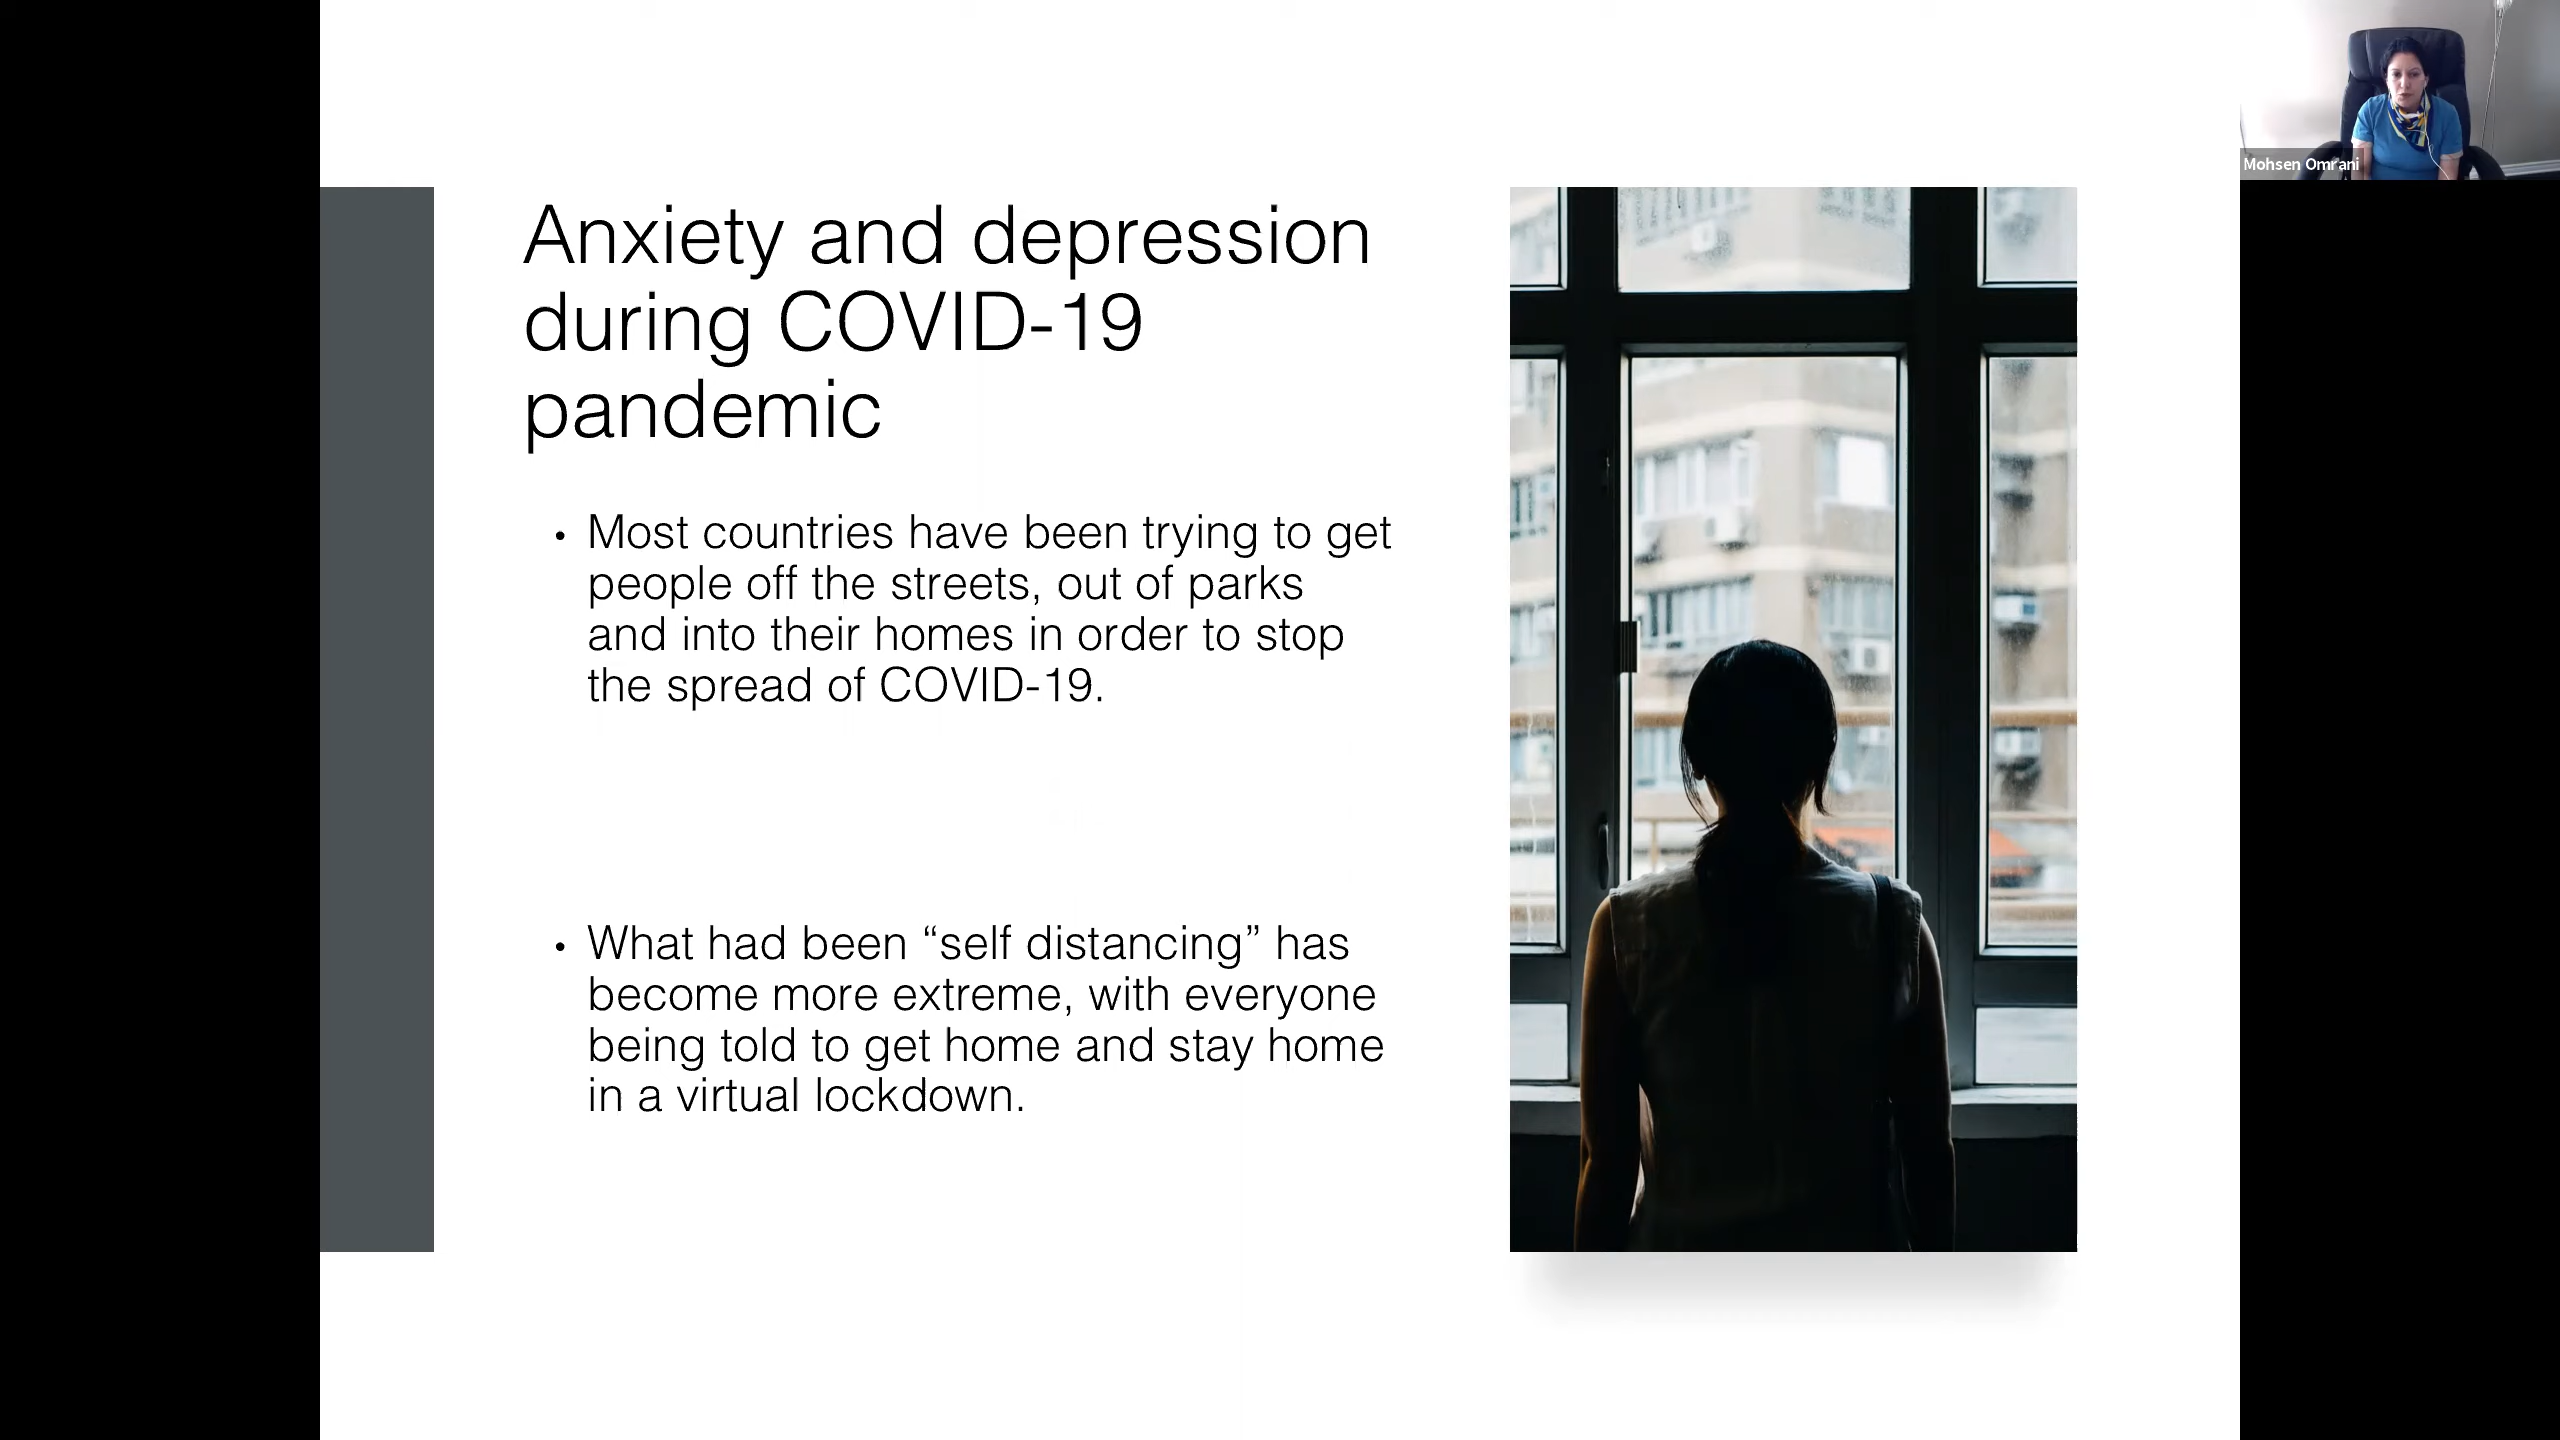 Mohsen Omrani
Anxiety and depression
during COVID-19
pandemic
• Most countries have been trying to get
people off the streets, out of parks
and into their homes in order to stop
the spread of COVID-19.
• What had been “self distancing” has
become more extreme, with everyone
being told to get home and stay home
in a virtual lockdown.